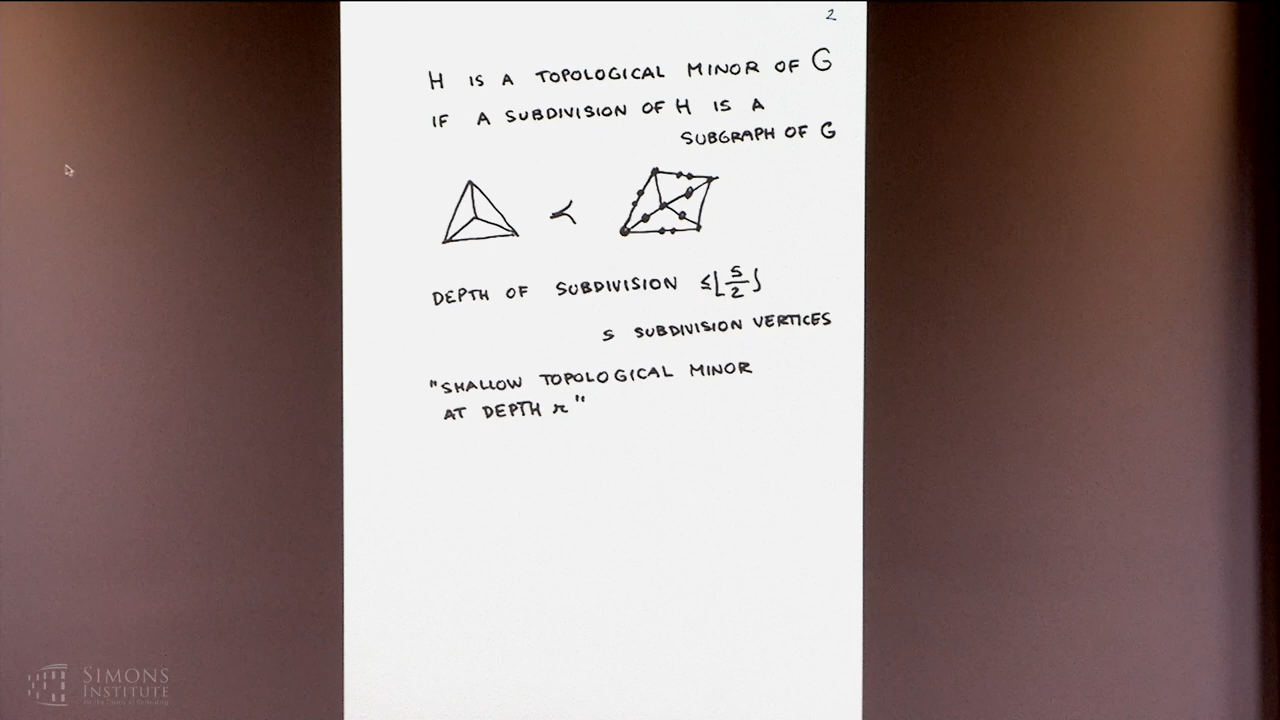 2
H IS A TOPOLOGICAL MINOR OF G
IF A SUBDIVISION OF H IS A
SUBGRAPH OF G
≺
DEPTH OF SUBDIVISION ≤⌊s/2⌋
s SUBDIVISION VERTICES
"SHALLOW TOPOLOGICAL MINOR
AT DEPTH r"
SIMONS
INSTITUTE